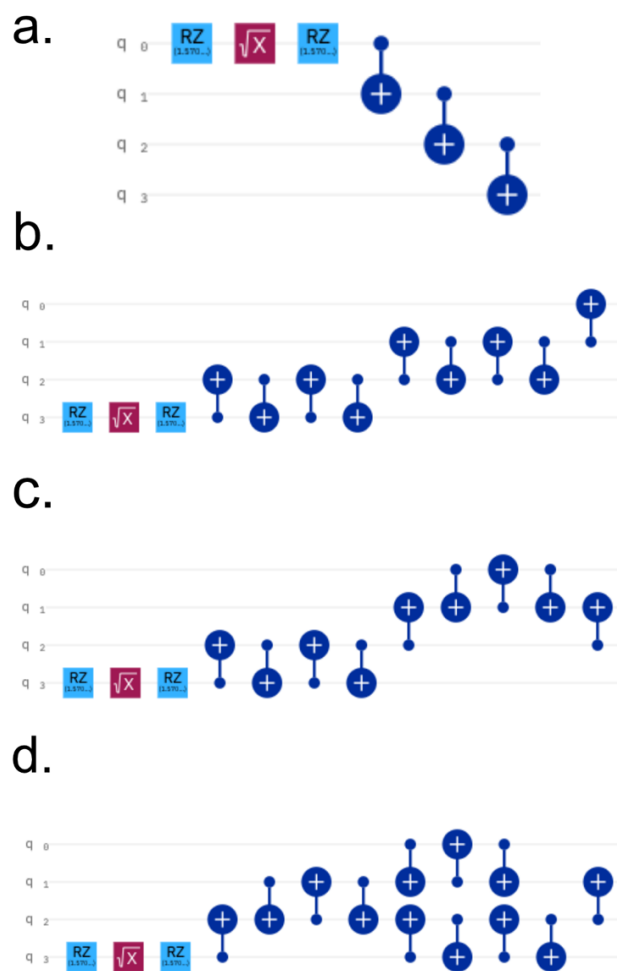 a.
RZ √X RZ
(1.570...) (1.570...)
q 0
q 1
q 2
q 3
b.
q 0
q 1
q 2
RZ √X RZ
q 3
(1.570...) (1.570...)
c.
q 0
q 1
q 2
RZ √X RZ
q 3
(1.570...) (1.570...)
d.
q 0
q 1
q 2
RZ √X RZ
q 3
(1.570...) (1.570...)